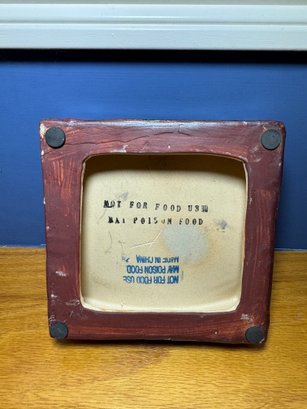 NOT FOR FOOD USE
MAY POISON FOOD
NOT FOR FOOD USE
MAY POISON FOOD.
MADE IN CHINA